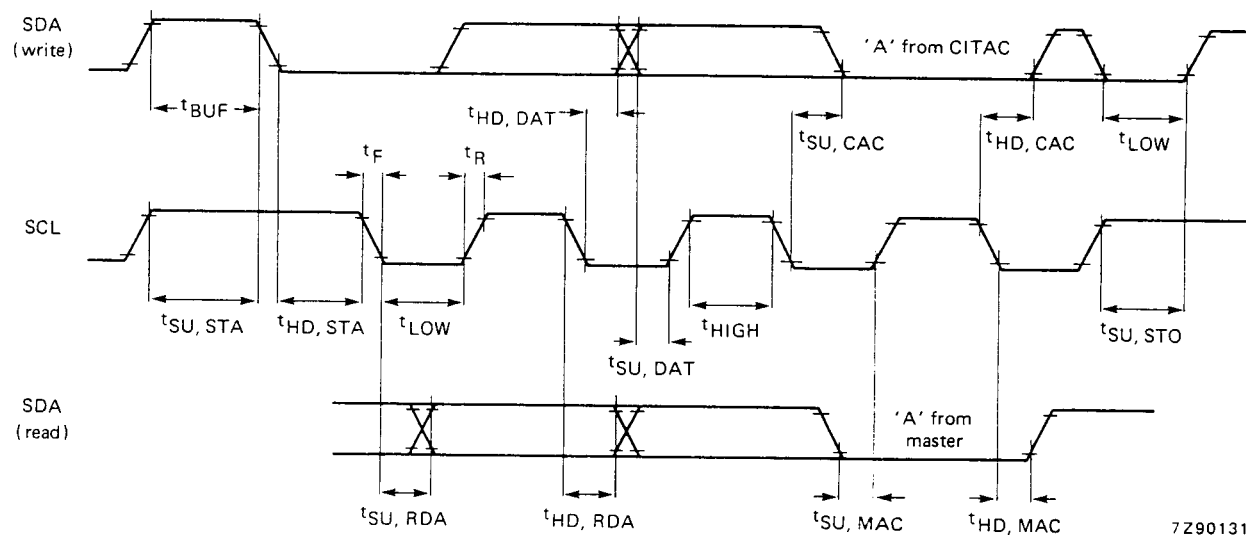 SDA
(write)
'A' from CITAC
tBUF
tHD, DAT
tSU, CAC
tHD, CAC
tLOW
tF
tR
SCL
tSU, STA
tHD, STA
tLOW
tHIGH
tSU, STO
tSU, DAT
SDA
(read)
'A' from
master
tSU, RDA
tHD, RDA
tSU, MAC
tHD, MAC
7Z90131